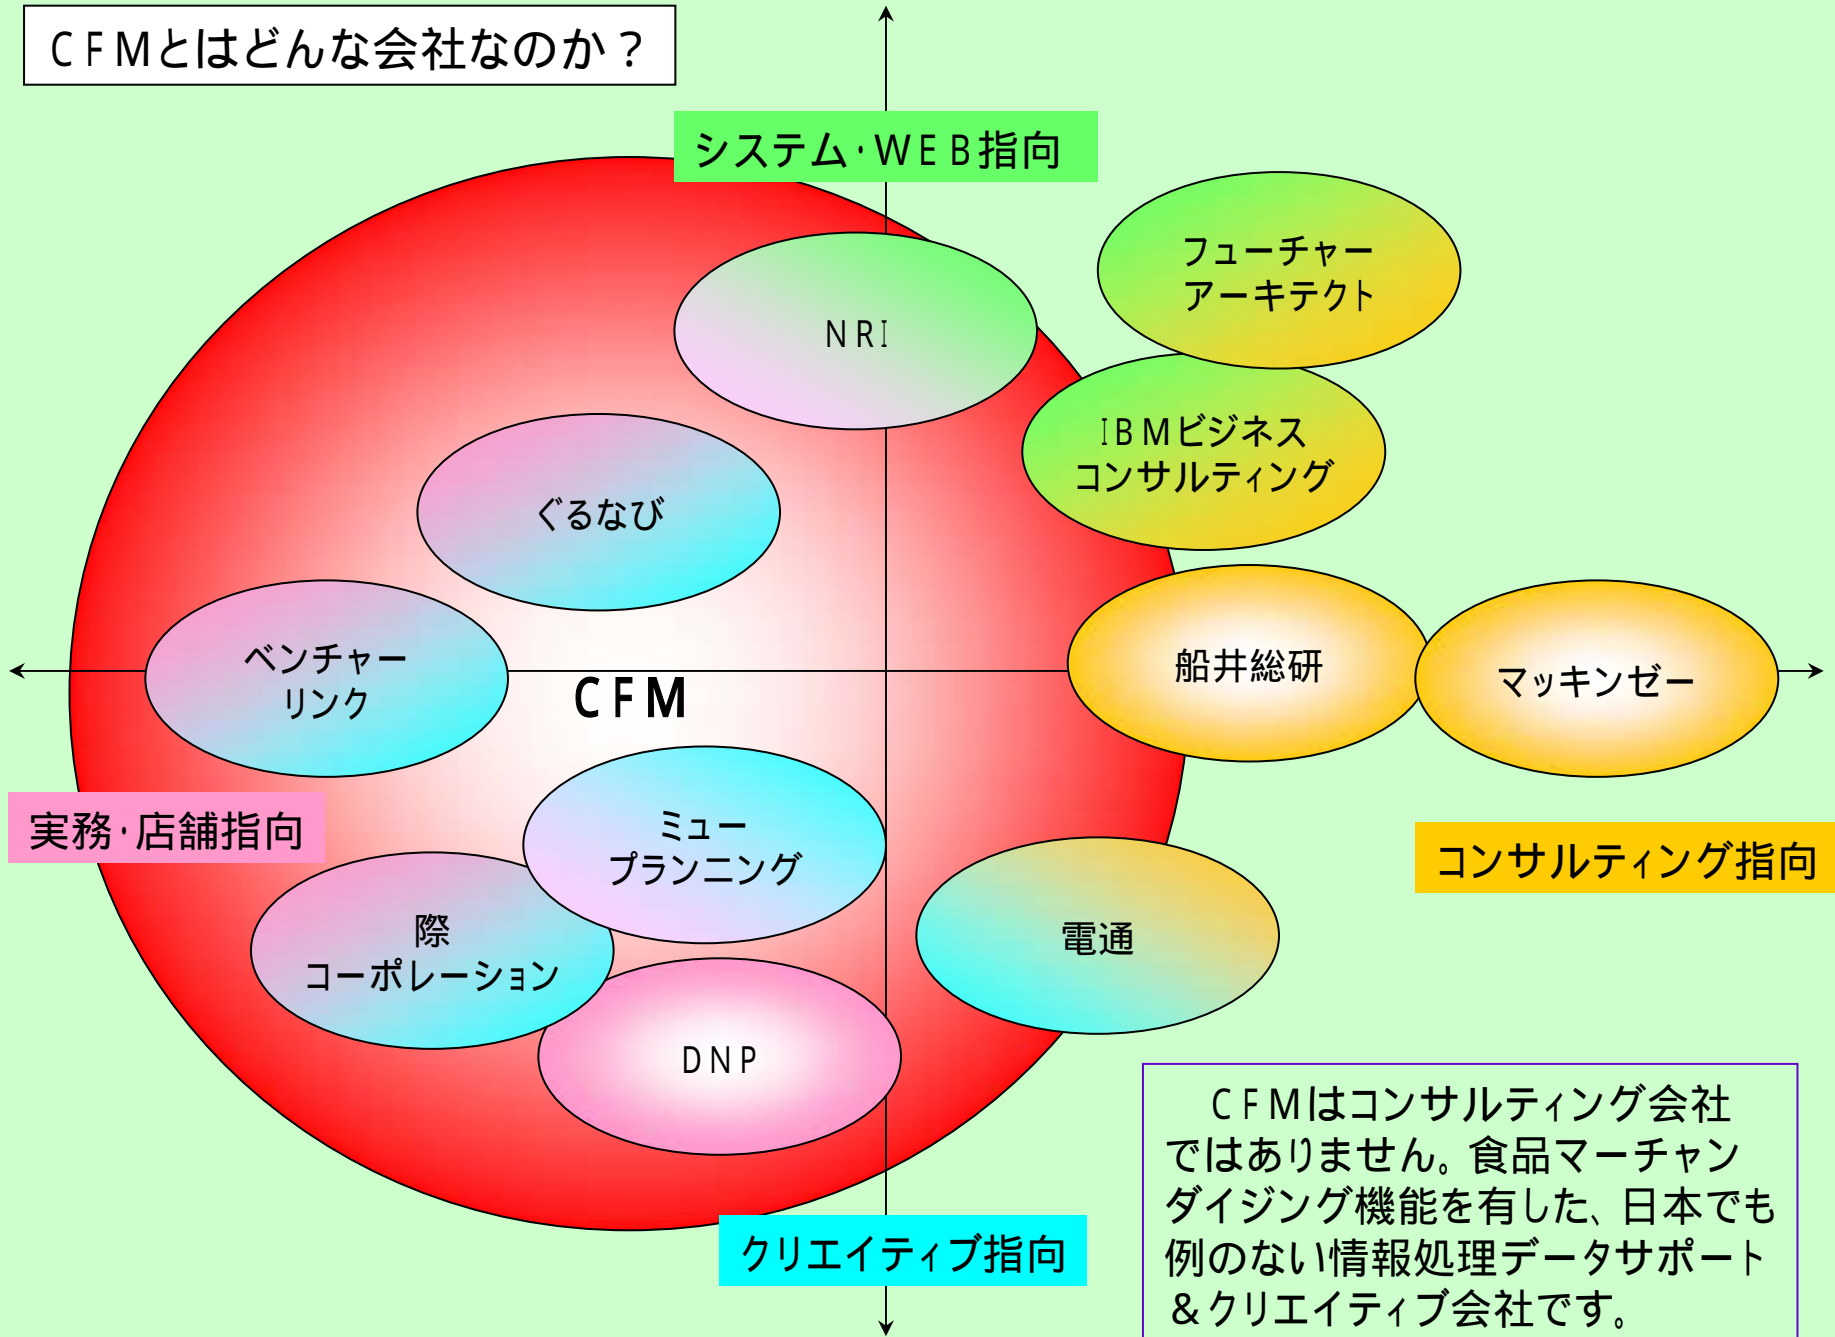 CFMとはどんな会社なのか？
システム・WEB指向
フューチャー
アーキテクト
NRI
IBMビジネス
コンサルティング
ぐるなび
ベンチャー
リンク
船井総研
マッキンゼー
CFM
実務・店舗指向
ミュー
プランニング
コンサルティング指向
際
コーポレーション
電通
DNP
CFMはコンサルティング会社
ではありません。食品マーチャン
ダイジング機能を有した、日本でも
例のない情報処理データサポート
＆クリエイティブ会社です。
クリエイティブ指向